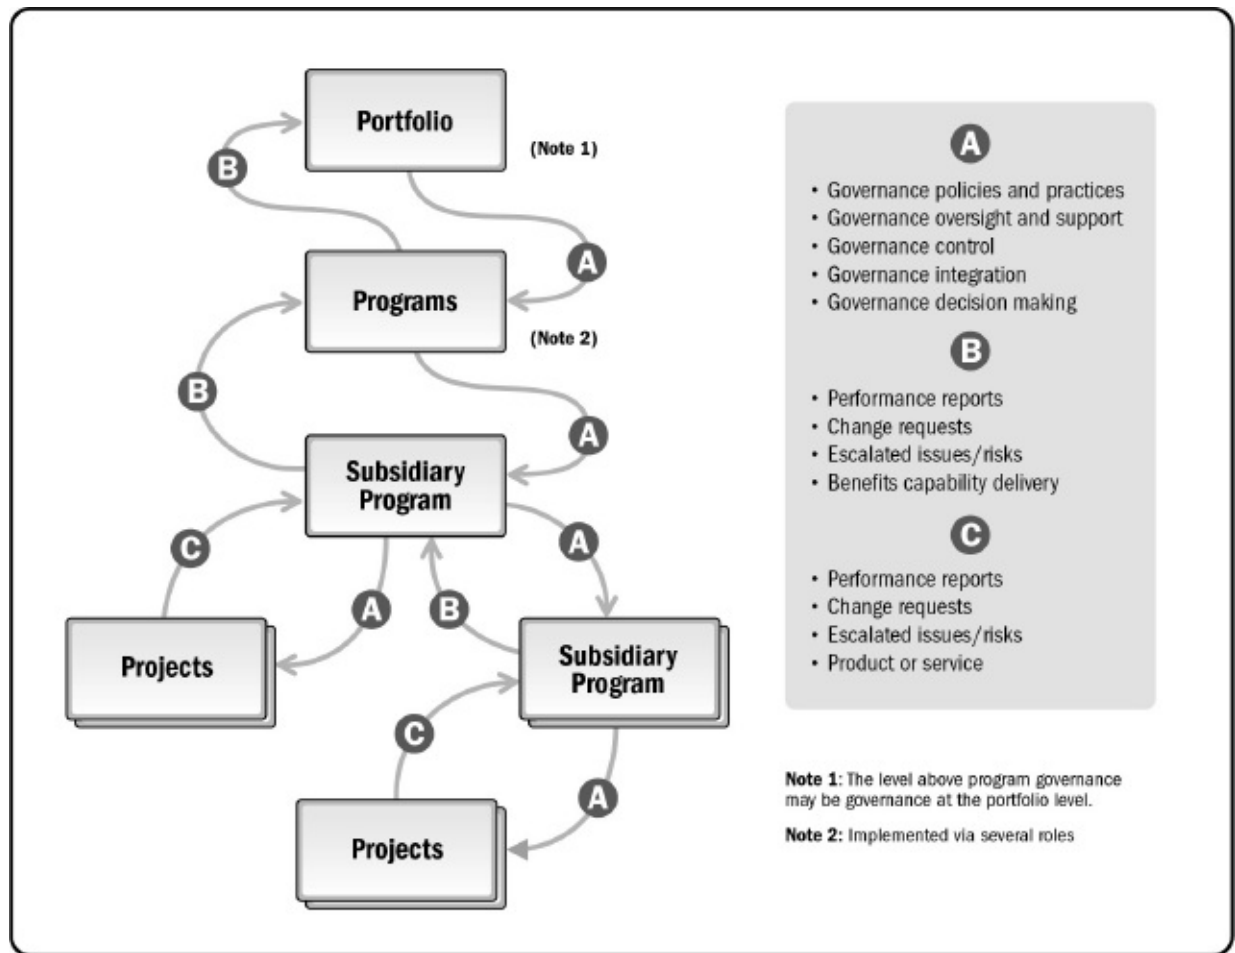 Portfolio
(Note 1)
B
A
Programs
(Note 2)
B
A
Subsidiary
Program
C
A
B
A
Projects
Subsidiary
Program
C
A
Projects
A
• Governance policies and practices
• Governance oversight and support
• Governance control
• Governance integration
• Governance decision making
B
• Performance reports
• Change requests
• Escalated issues/risks
• Benefits capability delivery
C
• Performance reports
• Change requests
• Escalated issues/risks
• Product or service
Note 1: The level above program governance
may be governance at the portfolio level.
Note 2: Implemented via several roles